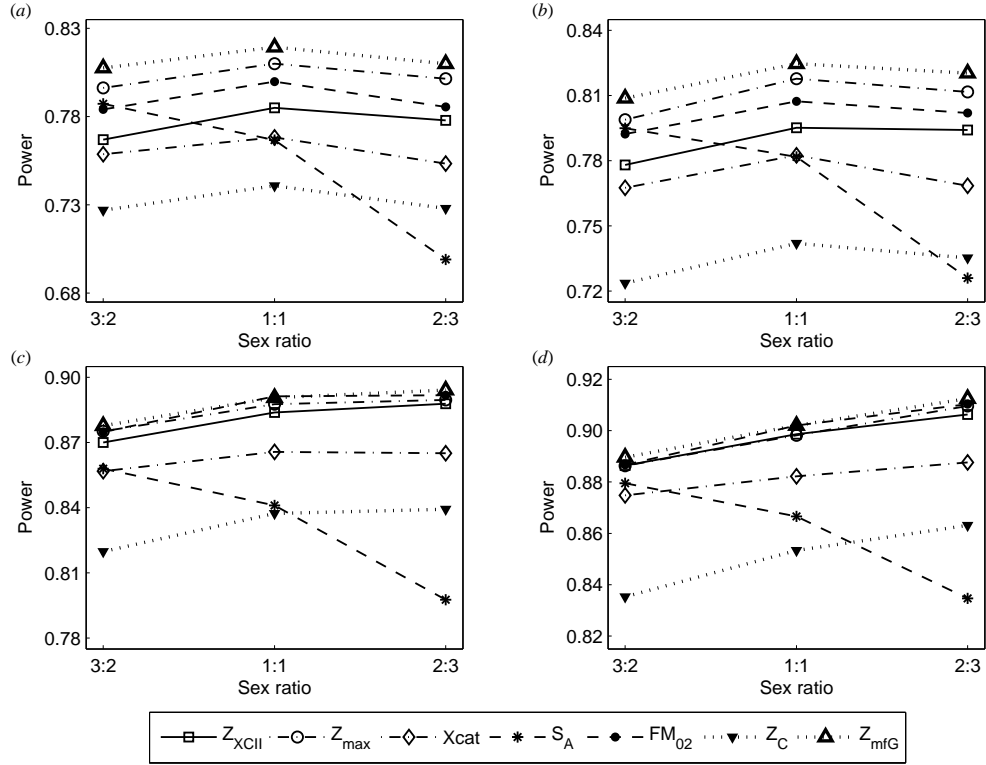 (a)
0.83
0.78
0.73
0.68
Power
3:2 1:1 2:3
Sex ratio
(b)
0.84
0.81
0.78
0.75
0.72
Power
3:2 1:1 2:3
Sex ratio
(c)
0.90
0.87
0.84
0.81
0.78
Power
3:2 1:1 2:3
Sex ratio
(d)
0.92
0.90
0.88
0.86
0.84
0.82
Power
3:2 1:1 2:3
Sex ratio
Z_XCII Z_max Xcat S_A FM_02 Z_C Z_mfG